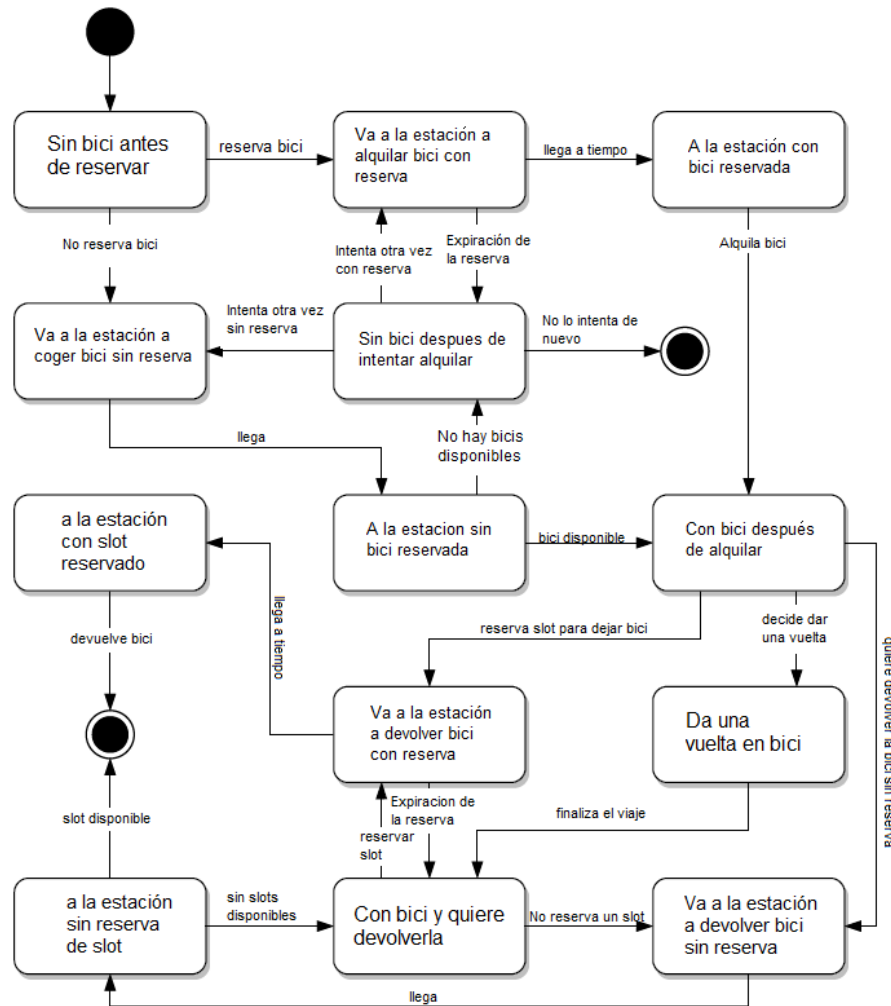 Sin bici antes
de reservar
reserva bici
Va a la estación a
alquilar bici con
reserva
llega a tiempo
A la estación con
bici reservada
No reserva bici
Intenta otra vez
con reserva
Expiración de
la reserva
Alquila bici
Va a la estación a
coger bici sin reserva
Intenta otra vez
sin reserva
Sin bici despues de
intentar alquilar
No lo intenta de
nuevo
llega
No hay bicis
disponibles
a la estación
con slot
reservado
A la estacion sin
bici reservada
bici disponible
Con bici después
de alquilar
devuelve bici
llega a tiempo
reserva slot para dejar bici
decide dar
una vuelta
quiere devolver la bici sin reserva
Va a la estación
a devolver bici
con reserva
Da una
vuelta en bici
slot disponible
Expiracion de
la reserva
reservar
slot
finaliza el viaje
a la estación
sin reserva
de slot
sin slots
disponibles
Con bici y quiere
devolverla
No reserva un slot
Va a la estación
a devolver bici
sin reserva
llega